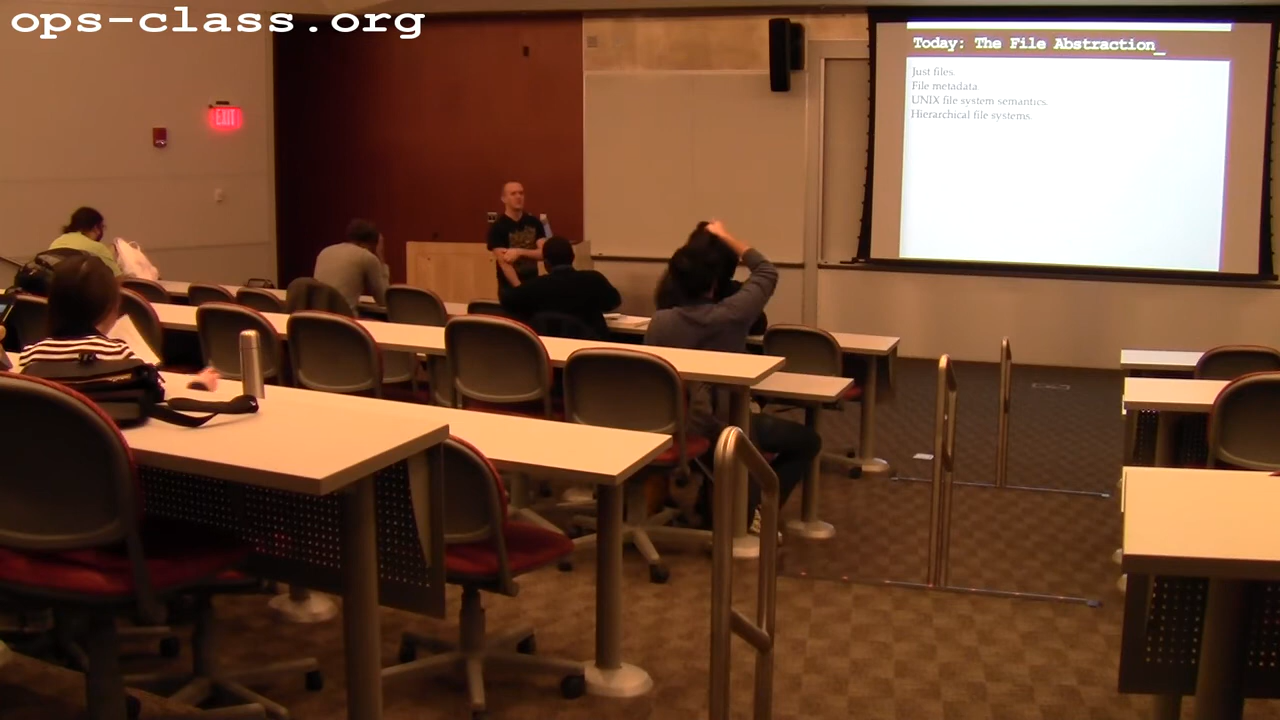 ops-class.org
EXIT
Today: The File Abstraction_
Just files.
File metadata
UNIX file system semantics.
Hierarchical file systems.